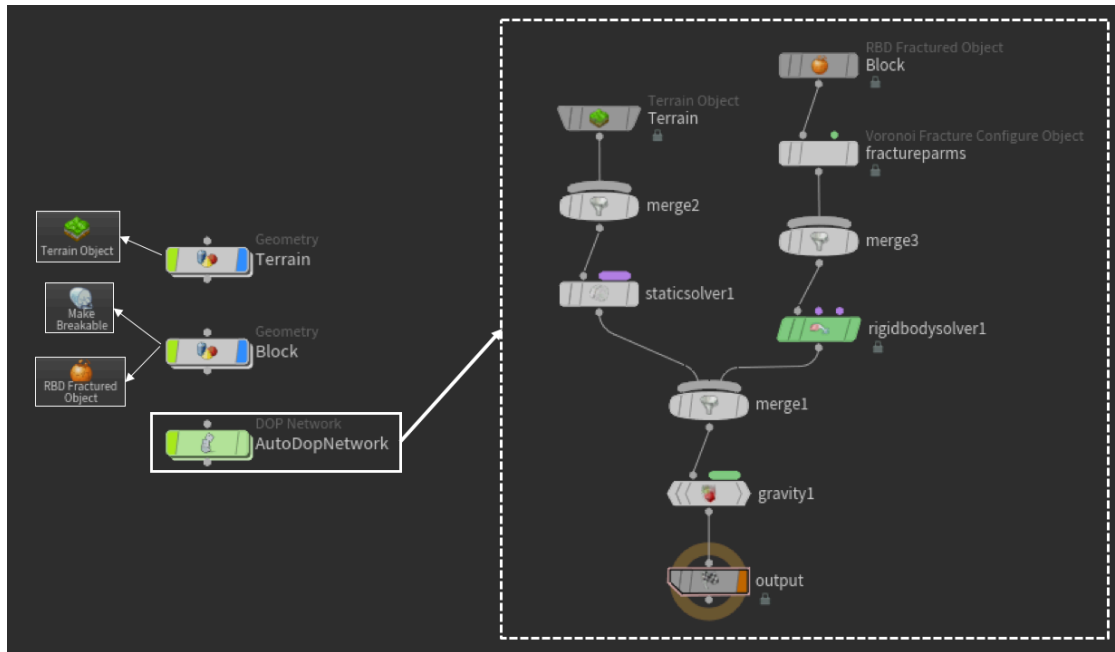 Terrain Object
Geometry
Terrain
Make
Breakable
Geometry
Block
RBD Fractured
Object
DOP Network
AutoDopNetwork
RBD Fractured Object
Block
Terrain Object
Terrain
Voronoi Fracture Configure Object
fractureparms
merge2
merge3
staticsolver1
rigidbodysolver1
merge1
gravity1
output